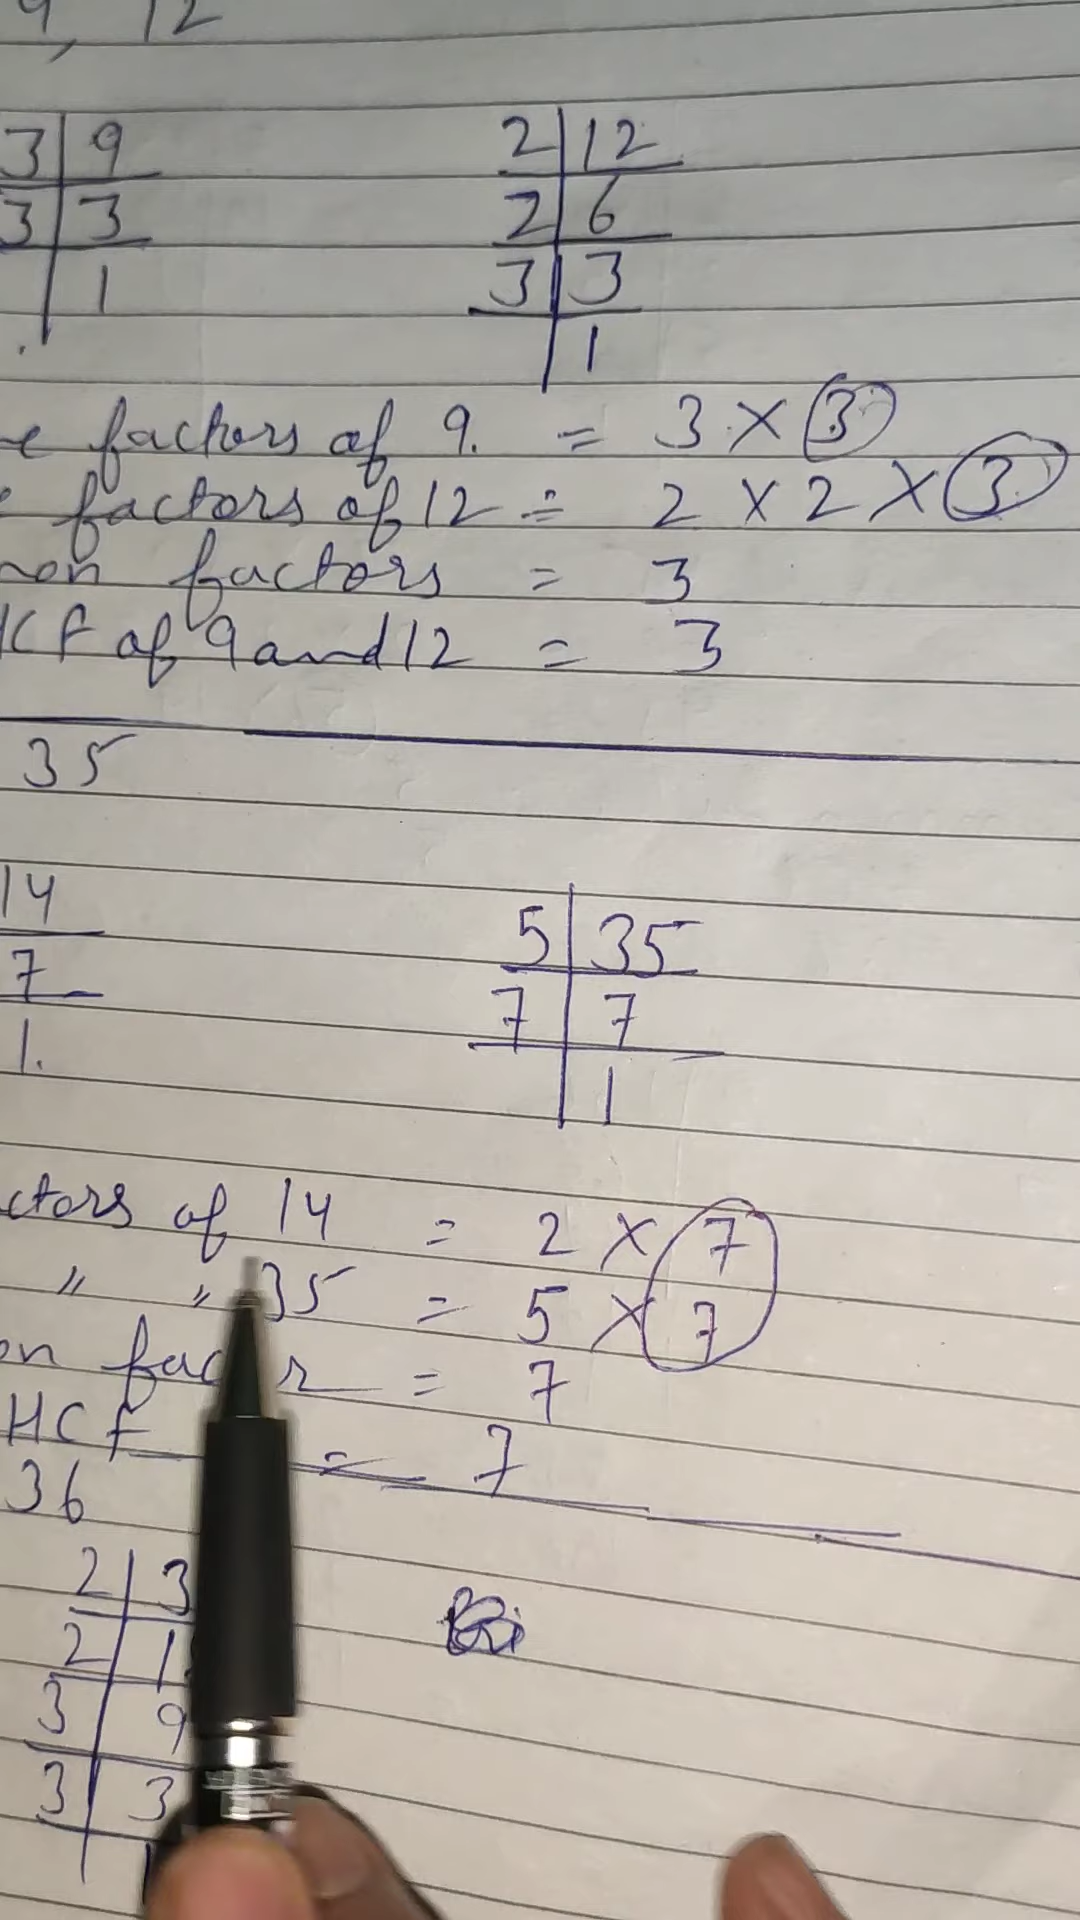 9, 12
3 | 9    2 | 12
3 | 3    2 | 6
1    3 | 3
1
factors of 9. = 3 × 3
factors of 12 = 2 × 2 × 3
factors = 3
HCF of 9 and 12 = 3
35
14    5 | 35
7    7 | 7
1.    1
ctors of 14 = 2 × 7
" " 35 = 5 × 7
on factor = 7
HCF = 7
36
2 | 3
2 | 1
3 | 9
3 | 3
1